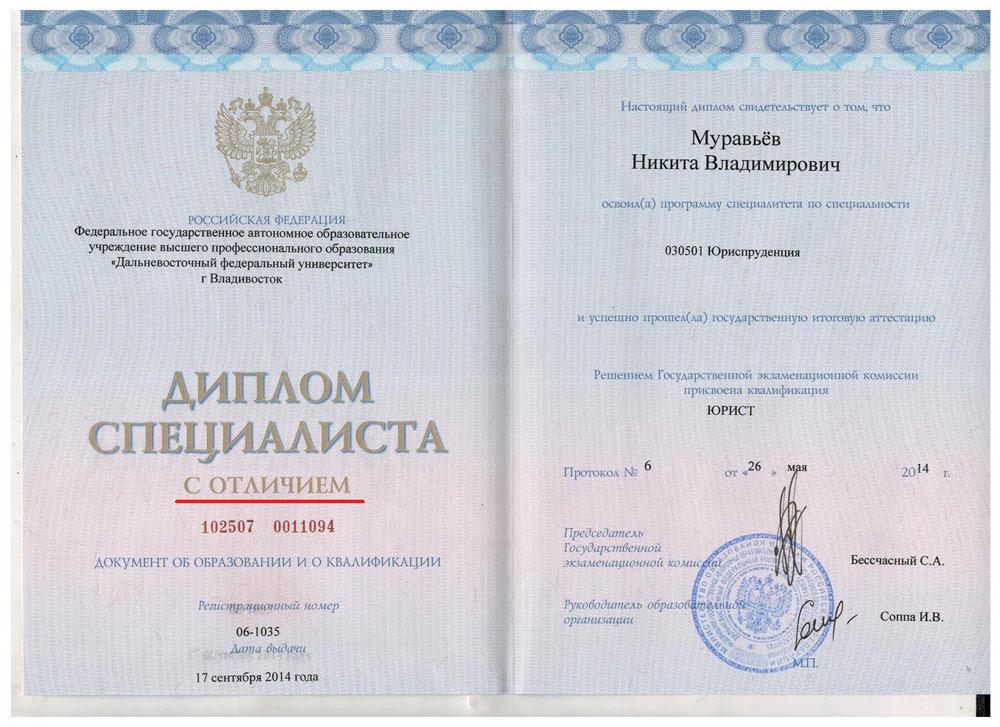 РОССИЙСКАЯ ФЕДЕРАЦИЯ
Федеральное государственное автономное образовательное
учреждение высшего профессионального образования
«Дальневосточный федеральный университет»
г Владивосток
ДИПЛОМ
СПЕЦИАЛИСТА
С ОТЛИЧИЕМ
102507 0011094
ДОКУМЕНТ ОБ ОБРАЗОВАНИИ И О КВАЛИФИКАЦИИ
Регистрационный номер
06-1035
Дата выдачи
17 сентября 2014 года
Настоящий диплом свидетельствует о том, что
Муравьёв
Никита Владимирович
освоил(а) программу специалитета по специальности
030501 Юриспруденция
и успешно прошел(ла) государственную итоговую аттестацию
Решением Государственной экзаменационной комиссии
присвоена квалификация
ЮРИСТ
Протокол № 6 от «26 » мая 2014 г.
Председатель
Государственной
экзаменационной комиссии
Бессчасный С.А.
Руководитель образовательной
организации
Соппа И.В.
М.П.